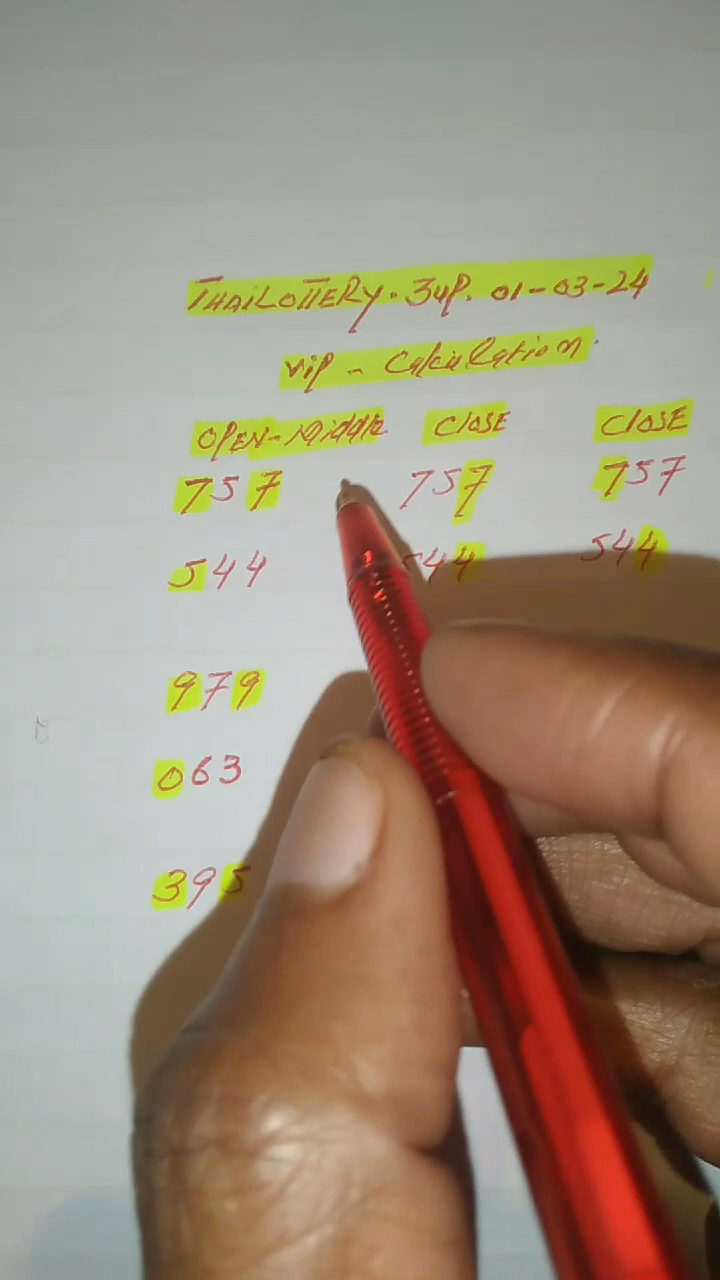 THAILOTTERY. 3UP. 01-03-24
VIP - Calculation.
OPEN-Middle CLOSE CLOSE
757 757 757
544 544 544
979
063
395